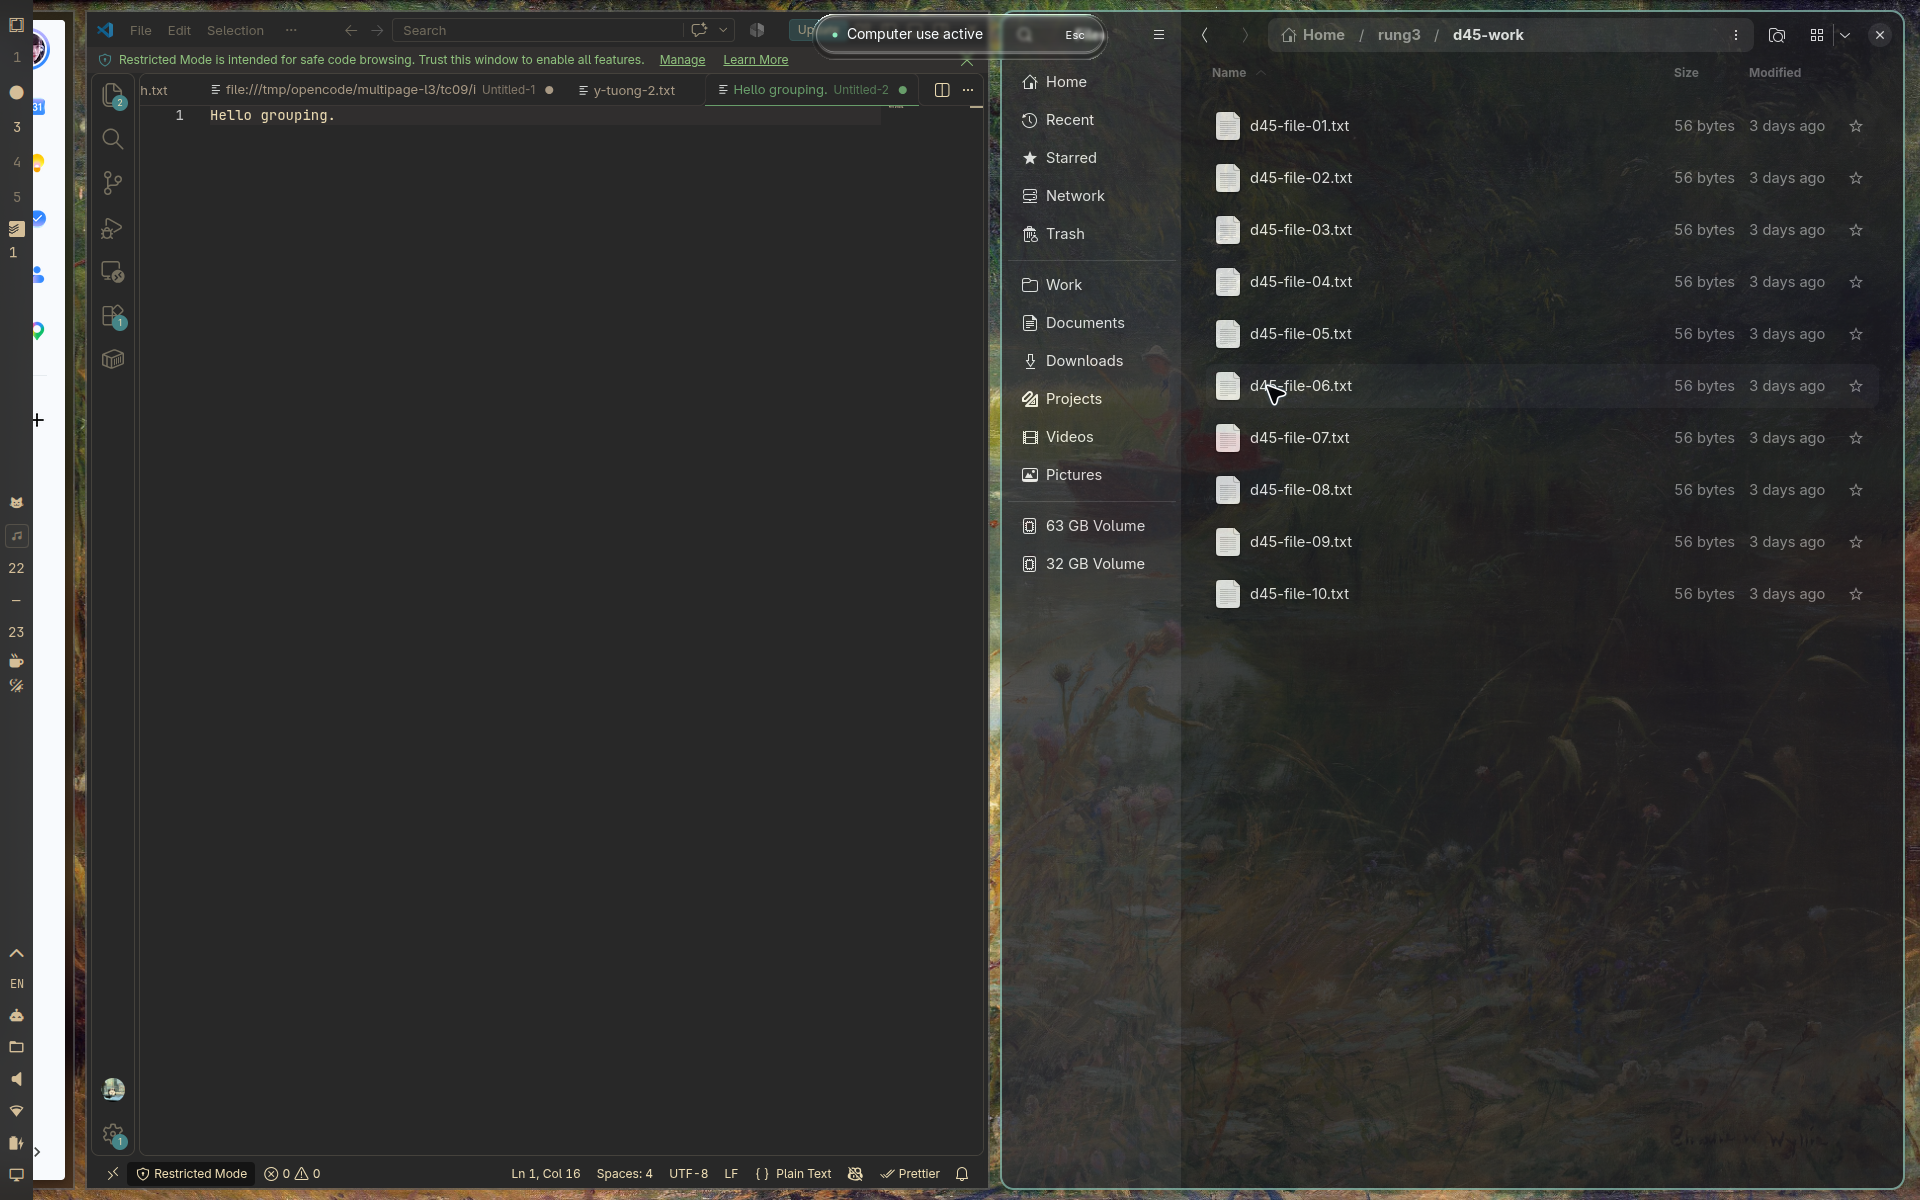 1
3
4
5
1
22
23
EN
31
File Edit Selection
Search
Computer use active
Esc
Restricted Mode is intended for safe code browsing. Trust this window to enable all features. Manage Learn More
h.txt
file:///tmp/opencode/multipage-l3/tc09/i Untitled-1
y-tuong-2.txt
Hello grouping. Untitled-2
1 Hello grouping.
2
1
1
Restricted Mode 0 0
Ln 1, Col 16 Spaces: 4 UTF-8 LF { } Plain Text Prettier
Home
Recent
Starred
Network
Trash
Work
Documents
Downloads
Projects
Videos
Pictures
63 GB Volume
32 GB Volume
Home / rung3 / d45-work
Name Size Modified
d45-file-01.txt 56 bytes 3 days ago
d45-file-02.txt 56 bytes 3 days ago
d45-file-03.txt 56 bytes 3 days ago
d45-file-04.txt 56 bytes 3 days ago
d45-file-05.txt 56 bytes 3 days ago
d45-file-06.txt 56 bytes 3 days ago
d45-file-07.txt 56 bytes 3 days ago
d45-file-08.txt 56 bytes 3 days ago
d45-file-09.txt 56 bytes 3 days ago
d45-file-10.txt 56 bytes 3 days ago